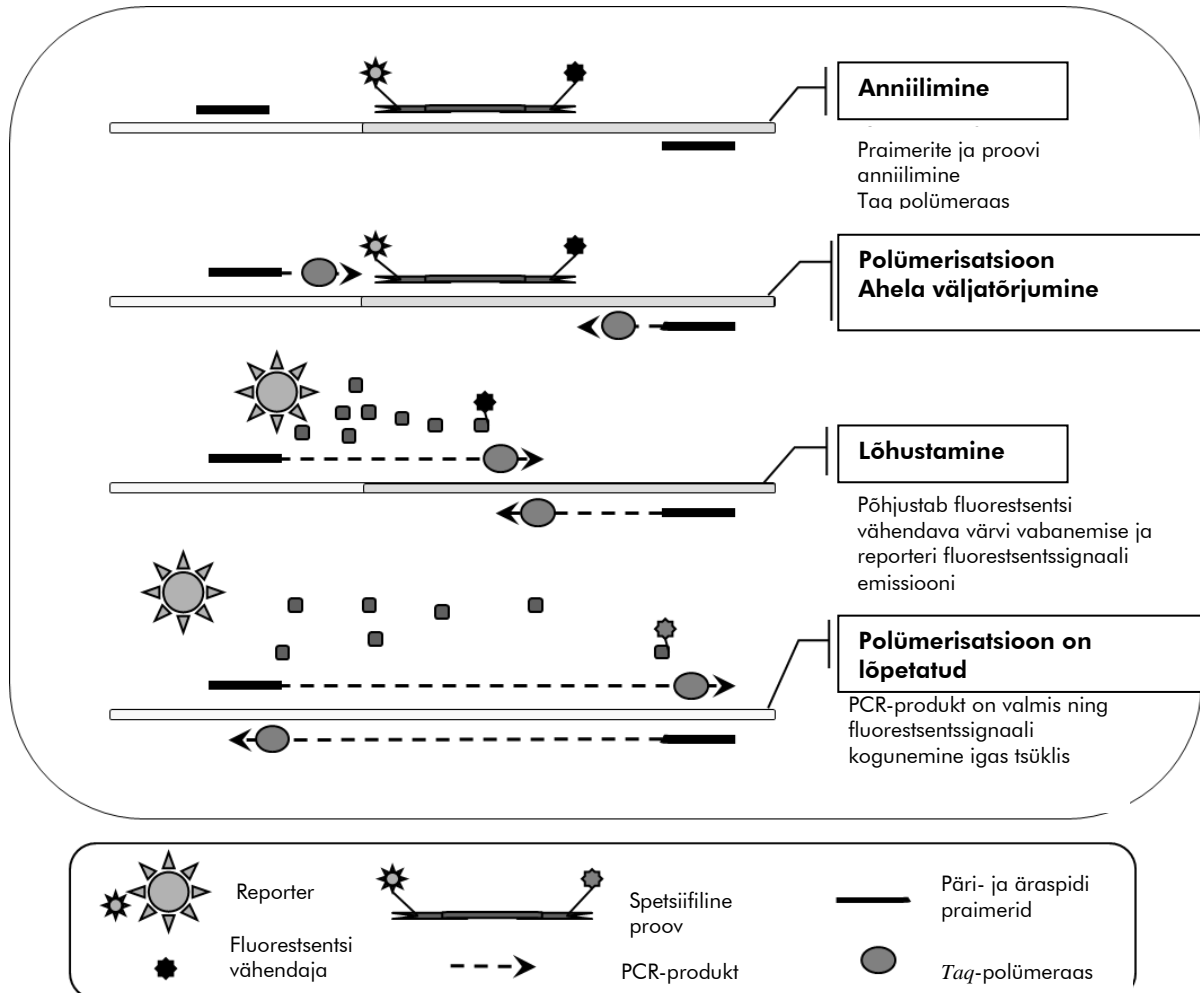 Anniilimine
Praimerite ja proovi
anniilimine
Taq polümeraas
Polümerisatsioon
Ahela väljatõrjumine
Lõhustamine
Põhjustab fluorestsentsi
vähendava värvi vabanemise ja
reporteri fluorestsentssignaali
emissiooni
Polümerisatsioon on
lõpetatud
PCR-produkt on valmis ning
fluorestsentssignaali
kogunemine igas tsüklis
Reporter
Fluorestsentsi
vähendaja
Spetsiifiline
proov
PCR-produkt
Päri- ja äraspidi
praimerid
Taq-polümeraas